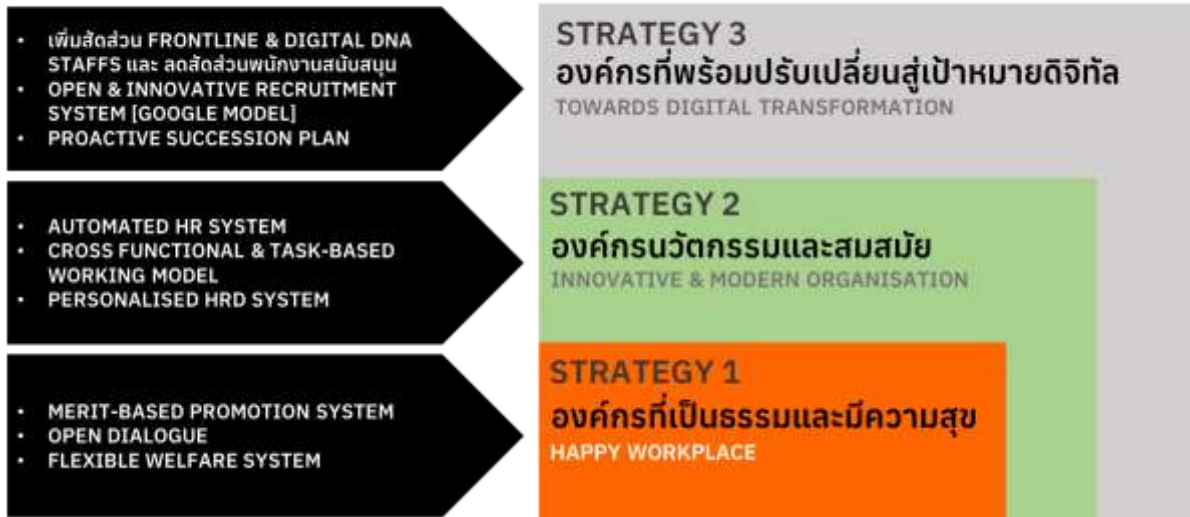 • เพิ่มสัดส่วน FRONTLINE & DIGITAL DNA
STAFFS และ ลดสัดส่วนพนักงานสนับสนุน
• OPEN & INNOVATIVE RECRUITMENT
SYSTEM [GOOGLE MODEL]
• PROACTIVE SUCCESSION PLAN
STRATEGY 3
องค์กรที่พร้อมปรับเปลี่ยนสู่เป้าหมายดิจิทัล
TOWARDS DIGITAL TRANSFORMATION
• AUTOMATED HR SYSTEM
• CROSS FUNCTIONAL & TASK-BASED
WORKING MODEL
• PERSONALISED HRD SYSTEM
STRATEGY 2
องค์กรนวัตกรรมและสมสมัย
INNOVATIVE & MODERN ORGANISATION
• MERIT-BASED PROMOTION SYSTEM
• OPEN DIALOGUE
• FLEXIBLE WELFARE SYSTEM
STRATEGY 1
องค์กรที่เป็นธรรมและมีความสุข
HAPPY WORKPLACE